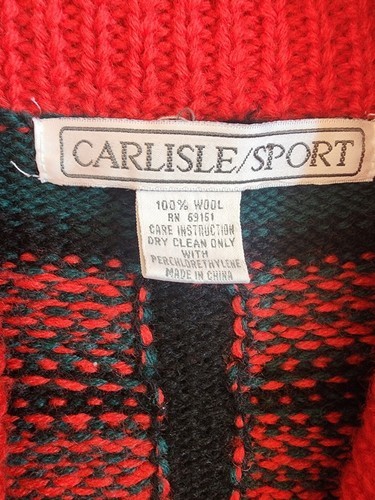 CARLISLE/SPORT
100% WOOL
RN 69151
CARE INSTRUCTION
DRY CLEAN ONLY
WITH
PERCHLORETHYLENE
MADE IN CHINA